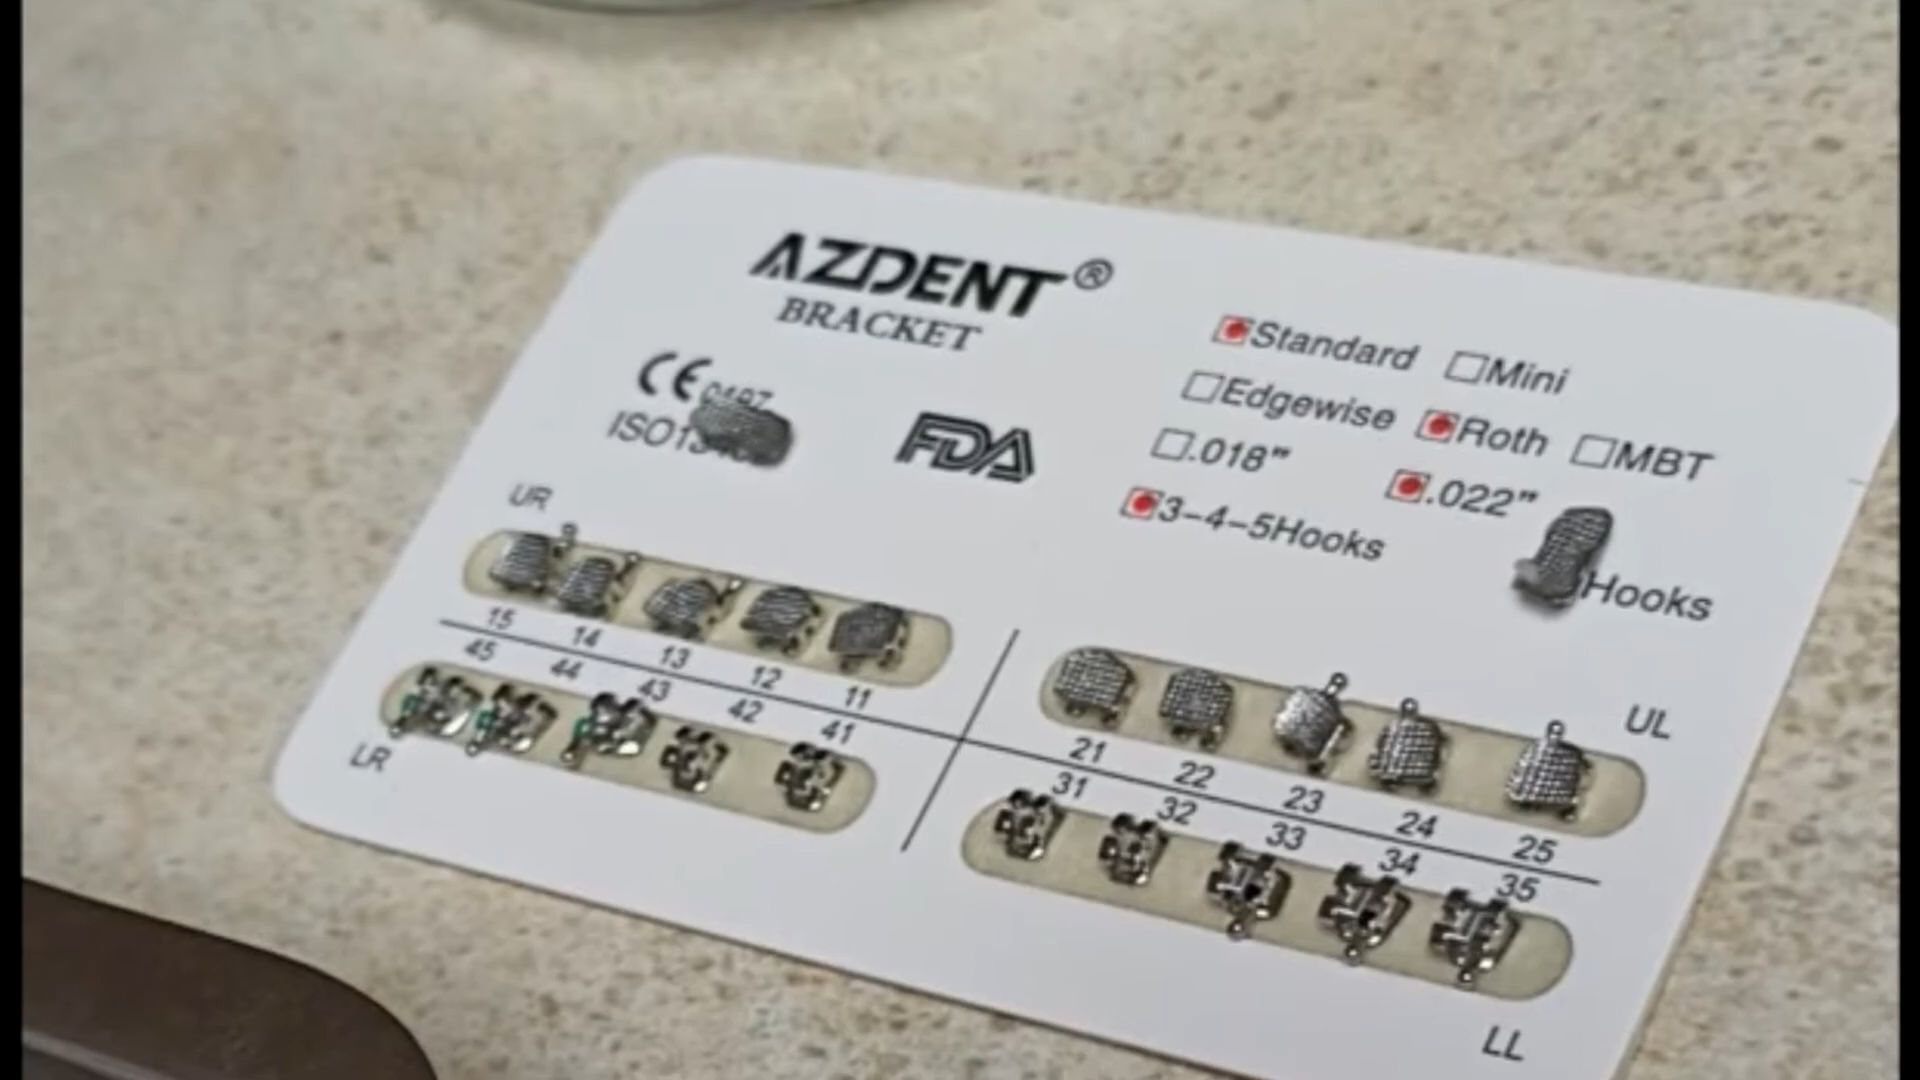 AZDENT®
BRACKET
CE
FDA
☑Standard ☐Mini
☐Edgewise ☑Roth ☐MBT
☐.018" ☑.022"
☑3-4-5Hooks
Hooks
UR
15 14 13 12 11
45 44 43 42 41
LR
UL
21 22 23 24 25
31 32 33 34 35
LL